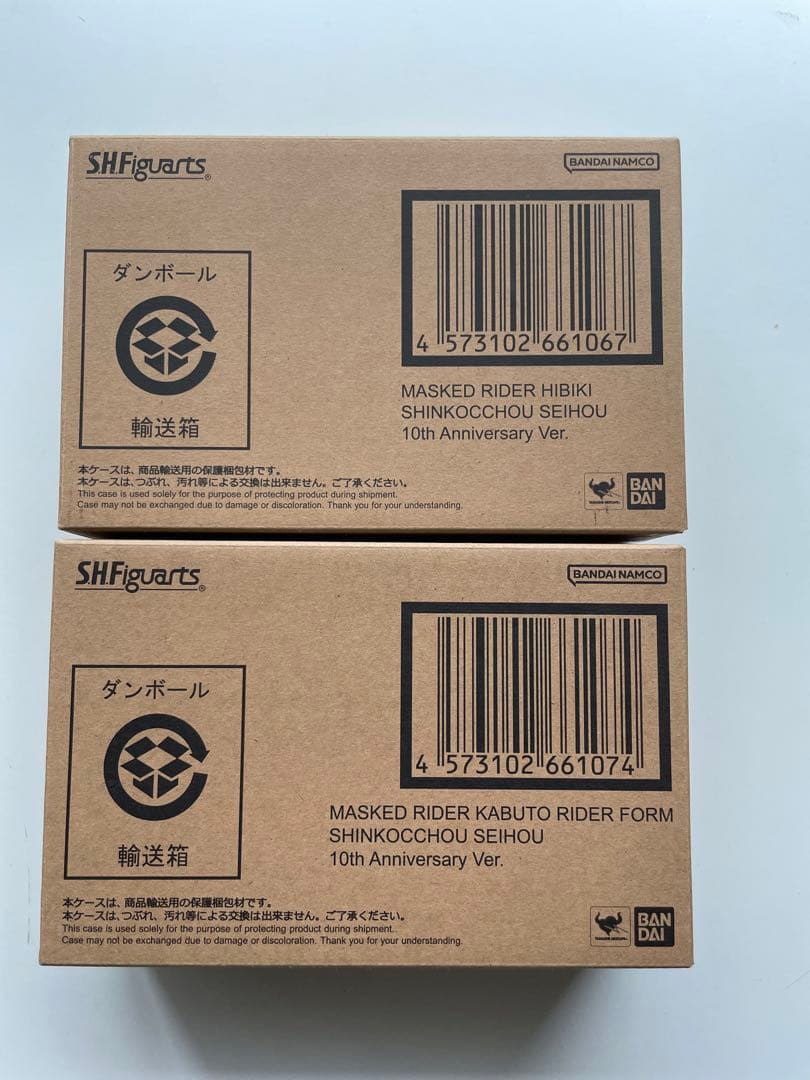 S.H.Figuarts®
BANDAI NAMCO
ダンボール
輸送箱
4 573102 661067
MASKED RIDER HIBIKI
SHINKOCCHOU SEIHOU
10th Anniversary Ver.
本ケースは、商品輸送用の保護梱包材です。
本ケースは、つぶれ、汚れ等による交換は出来ません。ご了承ください。
This case is used solely for the purpose of protecting product during shipment.
Case may not be exchanged due to damage or discoloration. Thank you for your understanding.
BAN
DAI
S.H.Figuarts®
BANDAI NAMCO
ダンボール
輸送箱
4 573102 661074
MASKED RIDER KABUTO RIDER FORM
SHINKOCCHOU SEIHOU
10th Anniversary Ver.
本ケースは、商品輸送用の保護梱包材です。
本ケースは、つぶれ、汚れ等による交換は出来ません。ご了承ください。
This case is used solely for the purpose of protecting product during shipment.
Case may not be exchanged due to damage or discoloration. Thank you for your understanding.
BAN
DAI